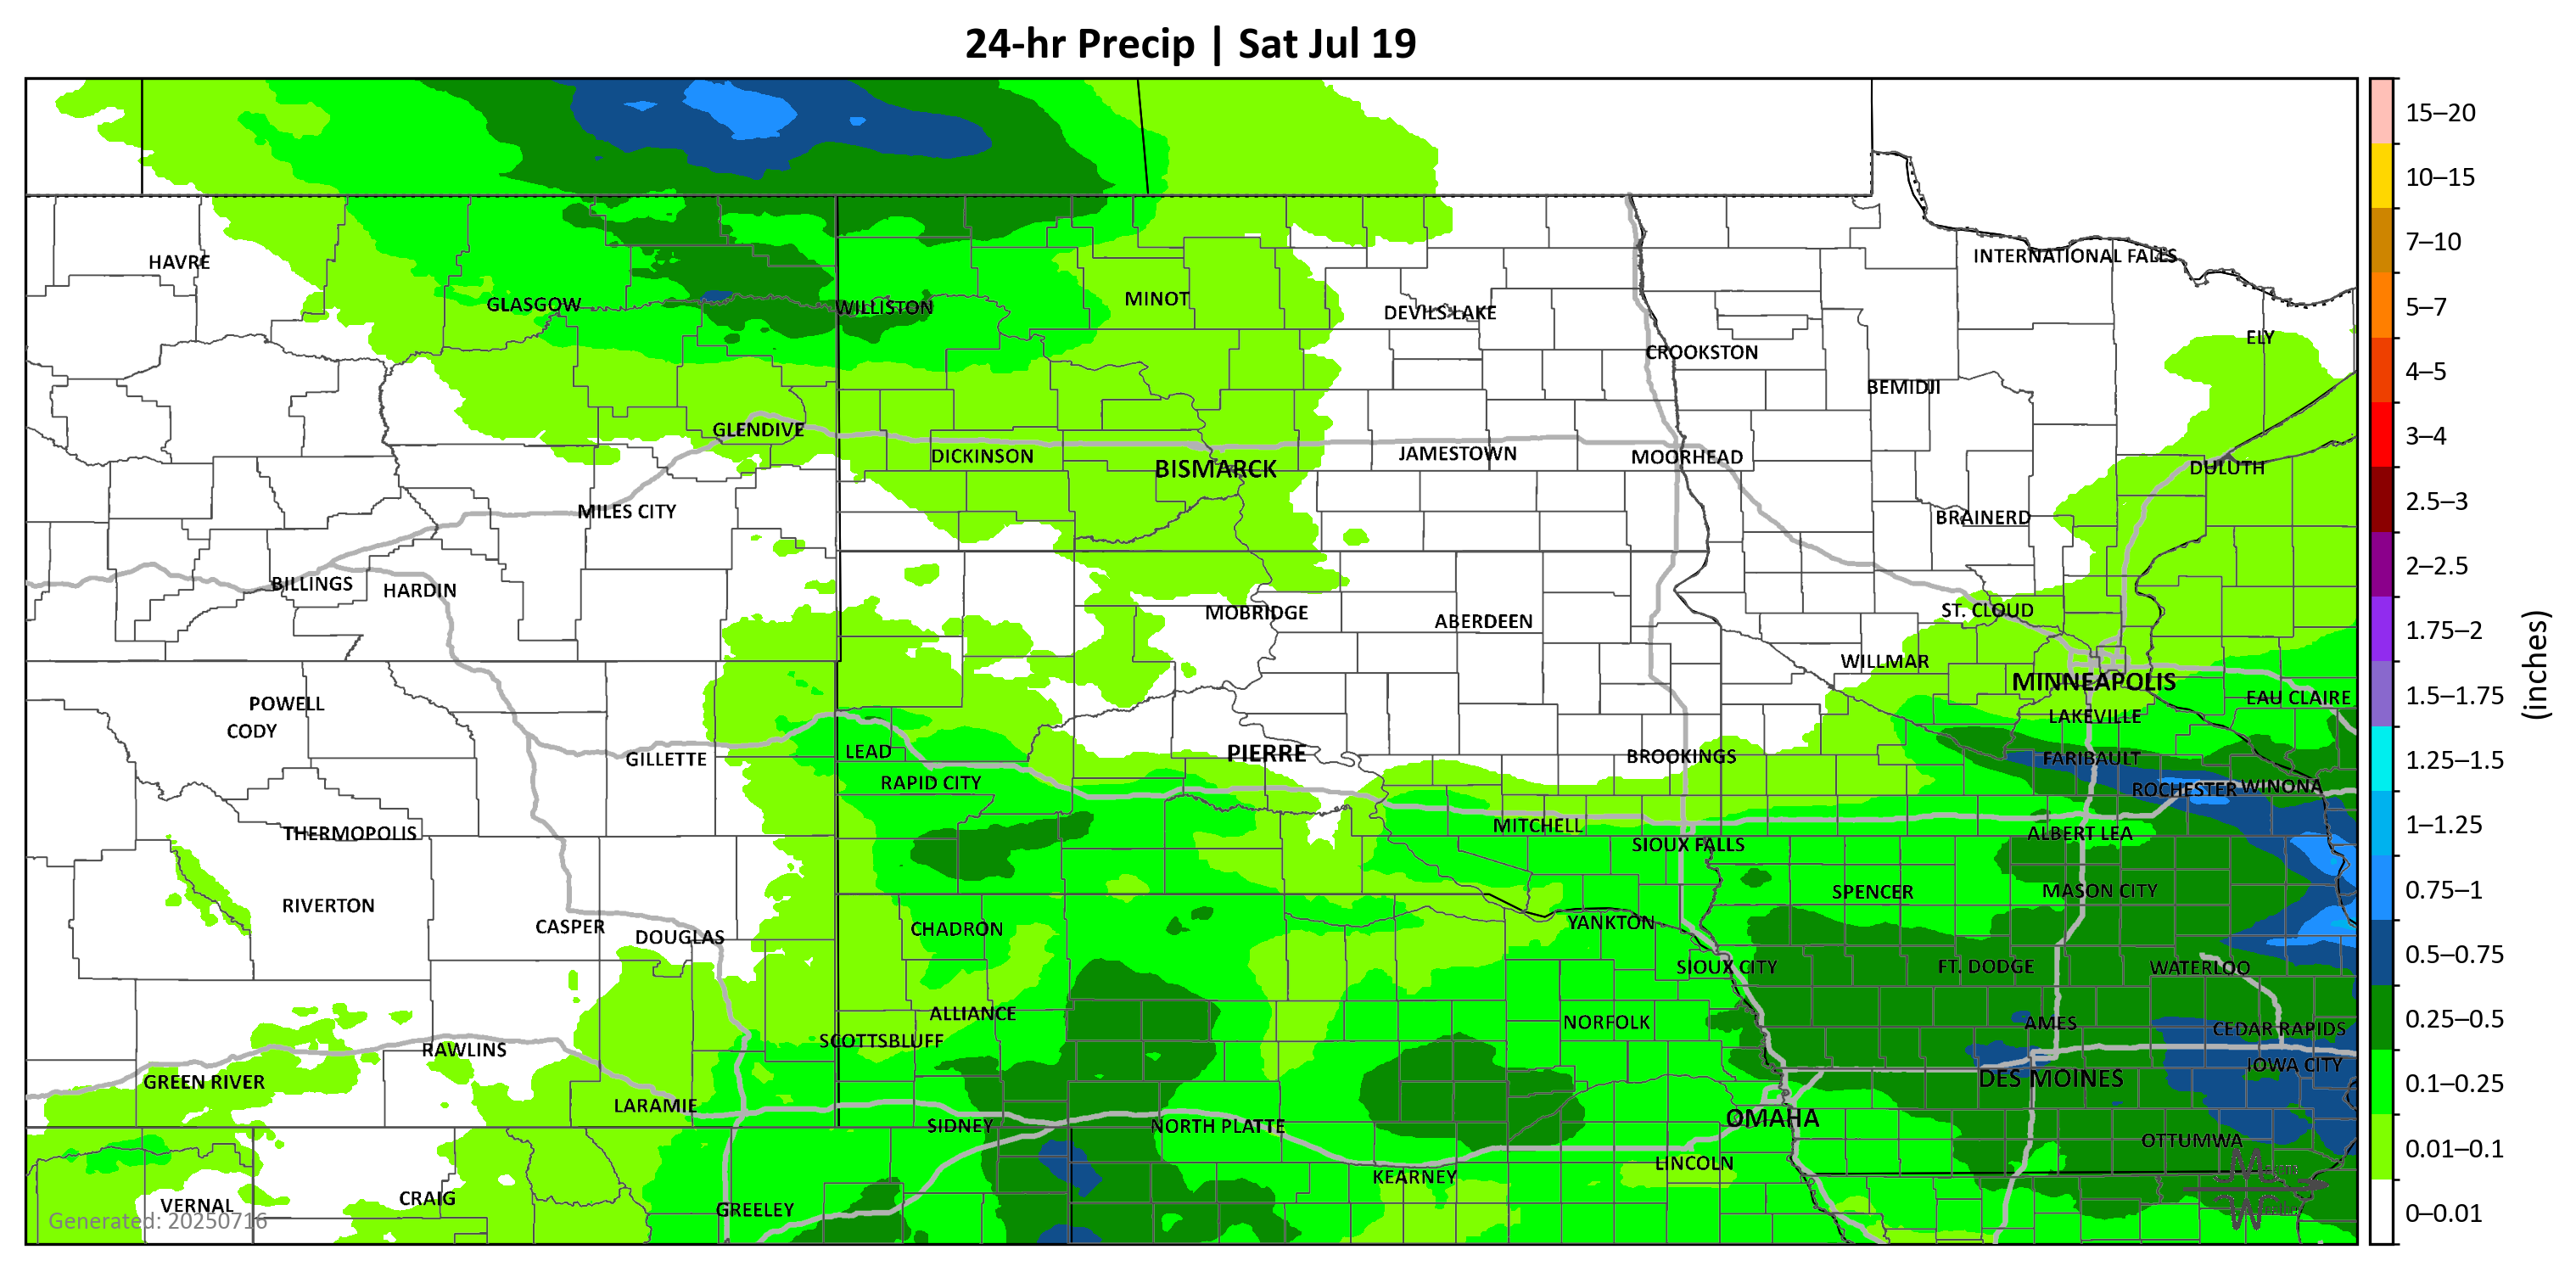 24-hr Precip | Sat Jul 19
HAVRE
INTERNATIONAL FALLS
GLASGOW
WILLISTON
MINOT
DEVILS LAKE
ELY
CROOKSTON
BEMIDJI
GLENDIVE
DICKINSON
BISMARCK
JAMESTOWN
MOORHEAD
DULUTH
MILES CITY
BRAINERD
BILLINGS
HARDIN
MOBRIDGE
ABERDEEN
ST. CLOUD
WILLMAR
MINNEAPOLIS
POWELL
EAU CLAIRE
CODY
LAKEVILLE
GILLETTE
LEAD
PIERRE
BROOKINGS
FARIBAULT
RAPID CITY
ROCHESTER
WINONA
THERMOPOLIS
MITCHELL
ALBERT LEA
SIOUX FALLS
RIVERTON
SPENCER
MASON CITY
CASPER
DOUGLAS
CHADRON
YANKTON
SIOUX CITY
FT. DODGE
WATERLOO
ALLIANCE
NORFOLK
AMES
CEDAR RAPIDS
SCOTTSBLUFF
RAWLINS
IOWA CITY
GREEN RIVER
DES MOINES
LARAMIE
SIDNEY
NORTH PLATTE
OMAHA
OTTUMWA
LINCOLN
KEARNEY
VERNAL
CRAIG
GREELEY
Generated: 20250716
15–20
10–15
7–10
5–7
4–5
3–4
2.5–3
2–2.5
1.75–2
1.5–1.75
1.25–1.5
1–1.25
0.75–1
0.5–0.75
0.25–0.5
0.1–0.25
0.01–0.1
0–0.01
(inches)